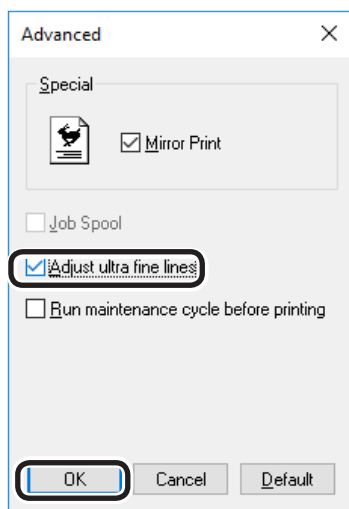 Advanced
Special
Mirror Print
Job Spool
Adjust ultra fine lines
Run maintenance cycle before printing
OK Cancel Default